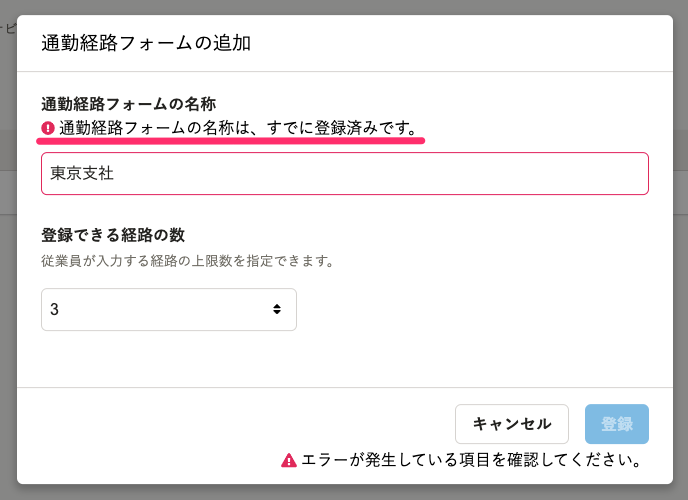 通勤経路フォームの追加
通勤経路フォームの名称
通勤経路フォームの名称は、すでに登録済みです。
東京支社
登録できる経路の数
従業員が入力する経路の上限数を指定できます。
3
キャンセル
登録
エラーが発生している項目を確認してください。